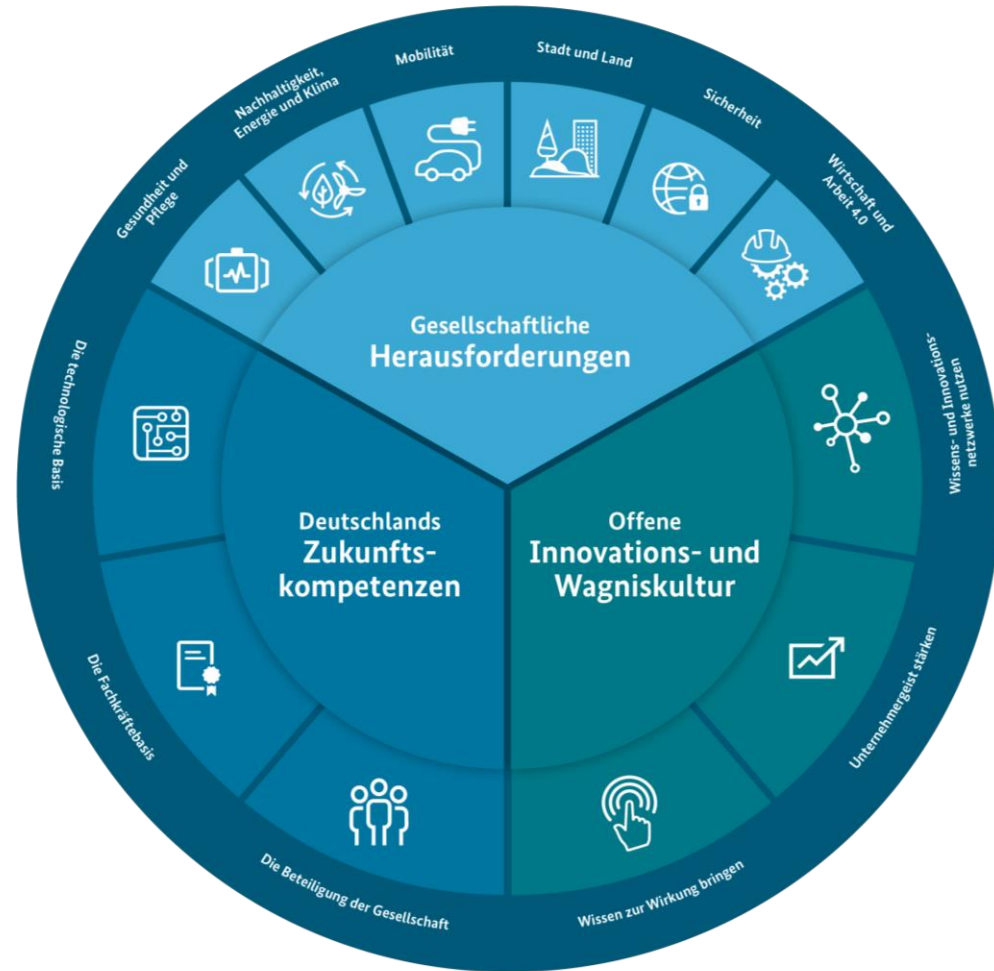 Gesundheit und
Pflege
Nachhaltigkeit,
Energie und Klima
Mobilität
Stadt und Land
Sicherheit
Wirtschaft und
Arbeit 4.0
Gesellschaftliche
Herausforderungen
Wissens- und Innovations-
netzwerke nutzen
Unternehmergeist stärken
Wissen zur Wirkung bringen
Offene
Innovations- und
Wagniskultur
Die technologische Basis
Die Fachkräftebasis
Die Beteiligung der Gesellschaft
Deutschlands
Zukunfts-
kompetenzen